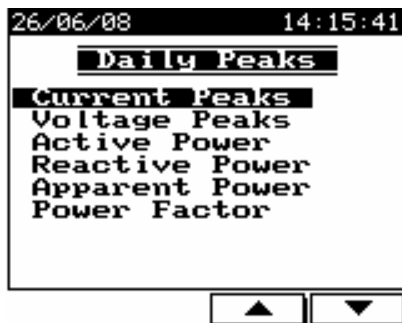 26/06/08 14:15:41
Daily Peaks
Current Peaks
Voltage Peaks
Active Power
Reactive Power
Apparent Power
Power Factor